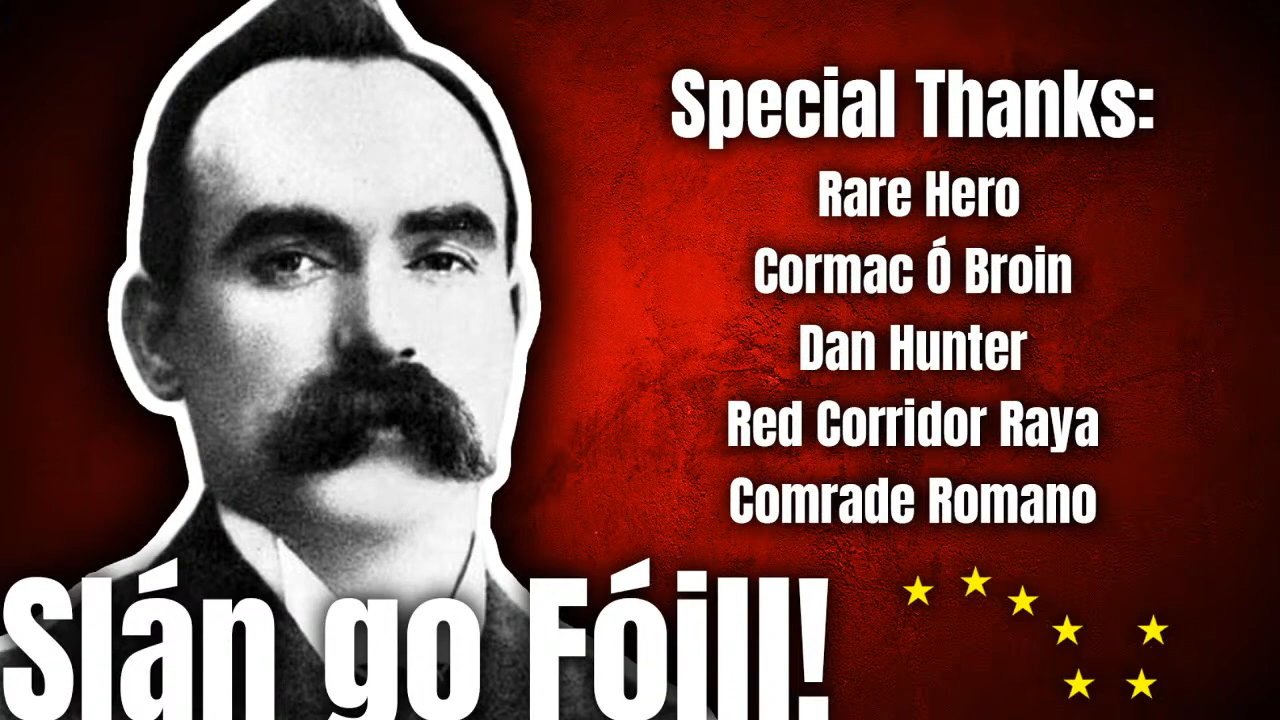 Special Thanks:
Rare Hero
Cormac Ó Broin
Dan Hunter
Red Corridor Raya
Comrade Romano
Slán go Fóill!